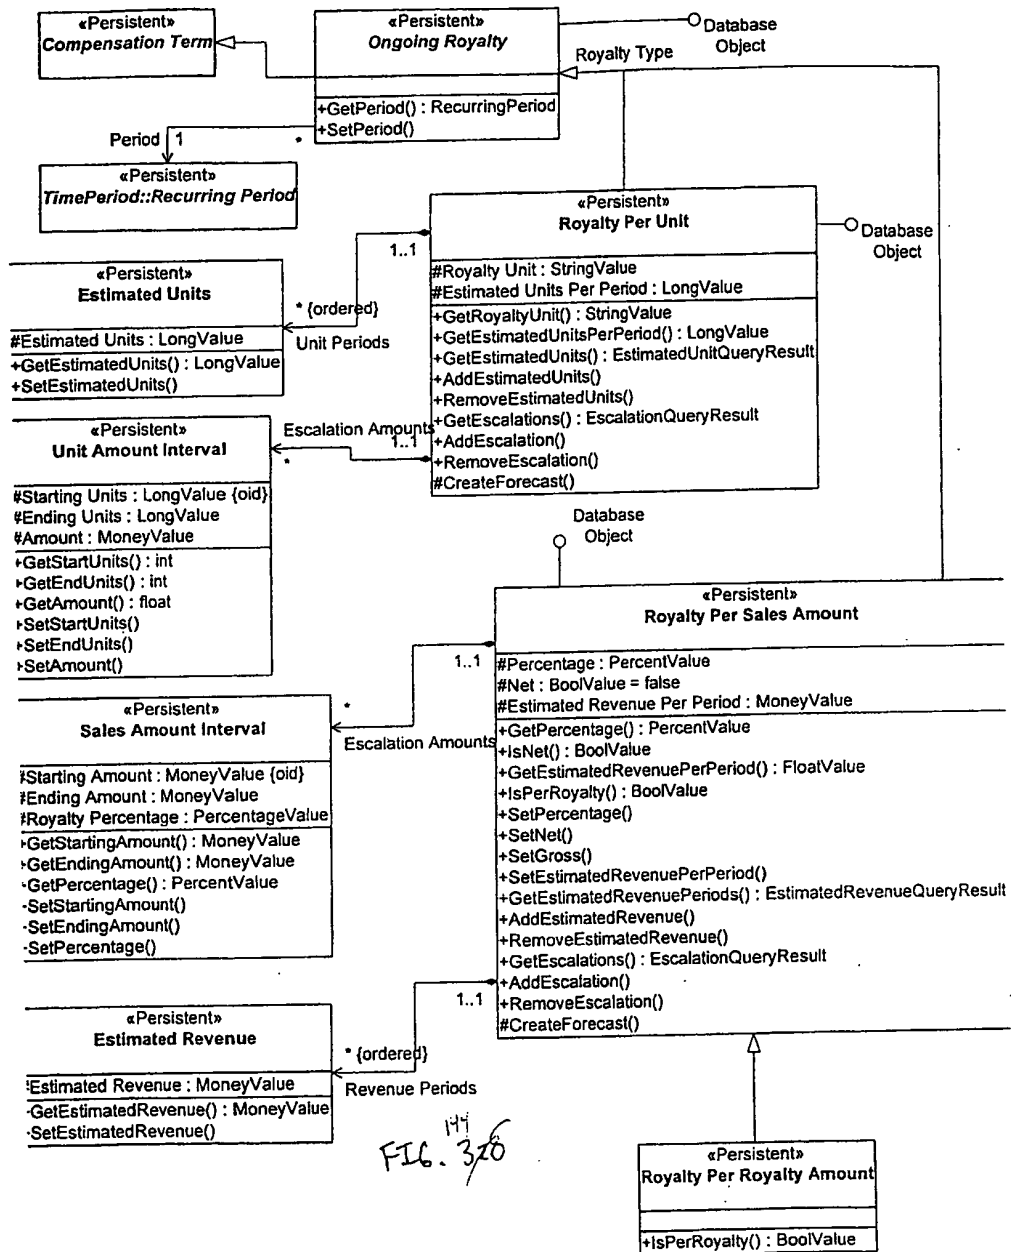 «Persistent»
Compensation Term
«Persistent»
Ongoing Royalty
+GetPeriod() : RecurringPeriod
+SetPeriod()
Database
Object
Royalty Type
Period
1
*
«Persistent»
TimePeriod::Recurring Period
«Persistent»
Royalty Per Unit
#Royalty Unit : StringValue
#Estimated Units Per Period : LongValue
+GetRoyaltyUnit() : StringValue
+GetEstimatedUnitsPerPeriod() : LongValue
+GetEstimatedUnits() : EstimatedUnitQueryResult
+AddEstimatedUnits()
+RemoveEstimatedUnits()
+GetEscalations() : EscalationQueryResult
+AddEscalation()
+RemoveEscalation()
#CreateForecast()
Database
Object
1..1
* {ordered}
Unit Periods
«Persistent»
Estimated Units
#Estimated Units : LongValue
+GetEstimatedUnits() : LongValue
+SetEstimatedUnits()
Escalation Amounts
1..1
*
«Persistent»
Unit Amount Interval
#Starting Units : LongValue {oid}
#Ending Units : LongValue
#Amount : MoneyValue
+GetStartUnits() : int
+GetEndUnits() : int
+GetAmount() : float
+SetStartUnits()
+SetEndUnits()
+SetAmount()
Database
Object
«Persistent»
Royalty Per Sales Amount
#Percentage : PercentValue
#Net : BoolValue = false
#Estimated Revenue Per Period : MoneyValue
+GetPercentage() : PercentValue
+IsNet() : BoolValue
+GetEstimatedRevenuePerPeriod() : FloatValue
+IsPerRoyalty() : BoolValue
+SetPercentage()
+SetNet()
+SetGross()
+SetEstimatedRevenuePerPeriod()
+GetEstimatedRevenuePeriods() : EstimatedRevenueQueryResult
+AddEstimatedRevenue()
+RemoveEstimatedRevenue()
+GetEscalations() : EscalationQueryResult
+AddEscalation()
+RemoveEscalation()
#CreateForecast()
1..1
*
Escalation Amounts
«Persistent»
Sales Amount Interval
#Starting Amount : MoneyValue {oid}
#Ending Amount : MoneyValue
#Royalty Percentage : PercentageValue
+GetStartingAmount() : MoneyValue
+GetEndingAmount() : MoneyValue
-GetPercentage() : PercentValue
-SetStartingAmount()
-SetEndingAmount()
-SetPercentage()
1..1
* {ordered}
Revenue Periods
«Persistent»
Estimated Revenue
Estimated Revenue : MoneyValue
-GetEstimatedRevenue() : MoneyValue
-SetEstimatedRevenue()
144
FIG. 
«Persistent»
Royalty Per Royalty Amount
+IsPerRoyalty() : BoolValue